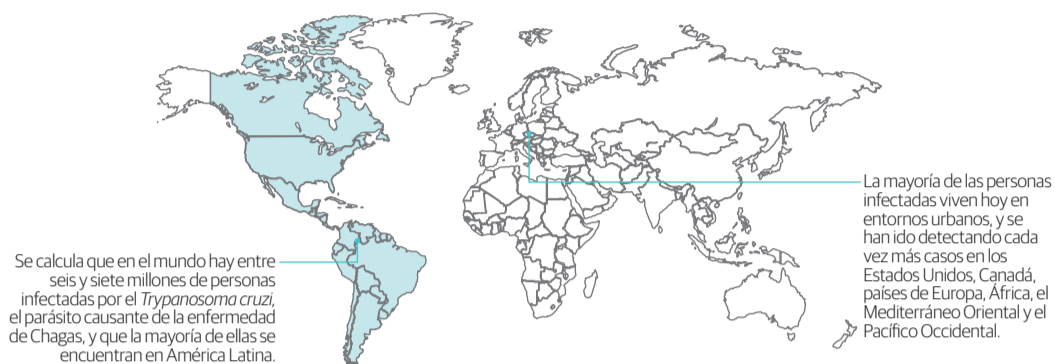 Se calcula que en el mundo hay entre
seis y siete millones de personas
infectadas por el Trypanosoma cruzi,
el parásito causante de la enfermedad
de Chagas, y que la mayoría de ellas se
encuentran en América Latina.
La mayoría de las personas
infectadas viven hoy en
entornos urbanos, y se
han ido detectando cada
vez más casos en los
Estados Unidos, Canadá,
países de Europa, África, el
Mediterráneo Oriental y el
Pacífico Occidental.